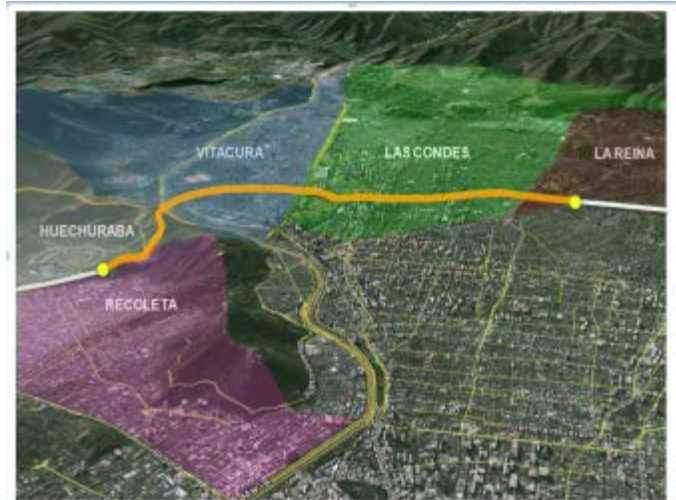 VITACURA
LAS CONDES
LA REINA
HUECHURABA
RECOLETA